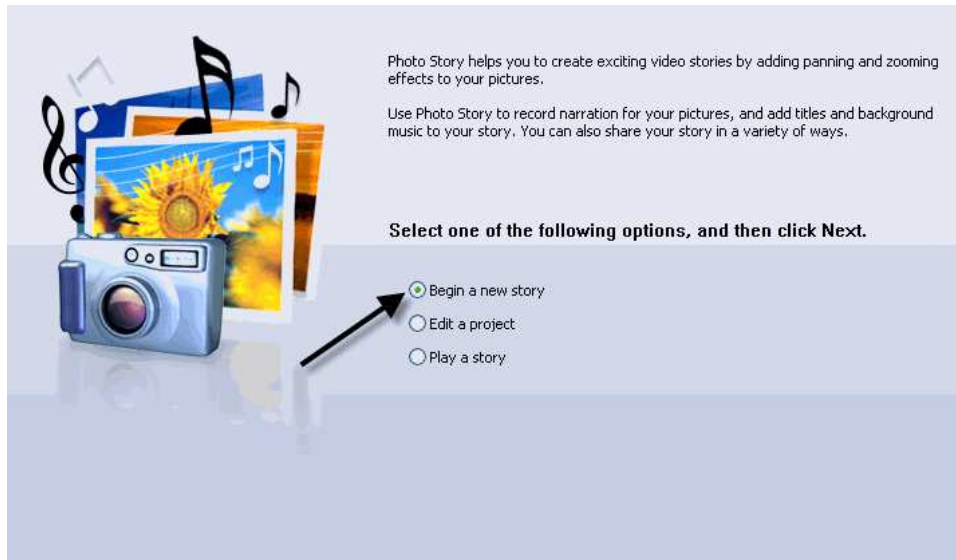 Photo Story helps you to create exciting video stories by adding panning and zooming
effects to your pictures.
Use Photo Story to record narration for your pictures, and add titles and background
music to your story. You can also share your story in a variety of ways.
Select one of the following options, and then click Next.
Begin a new story
Edit a project
Play a story